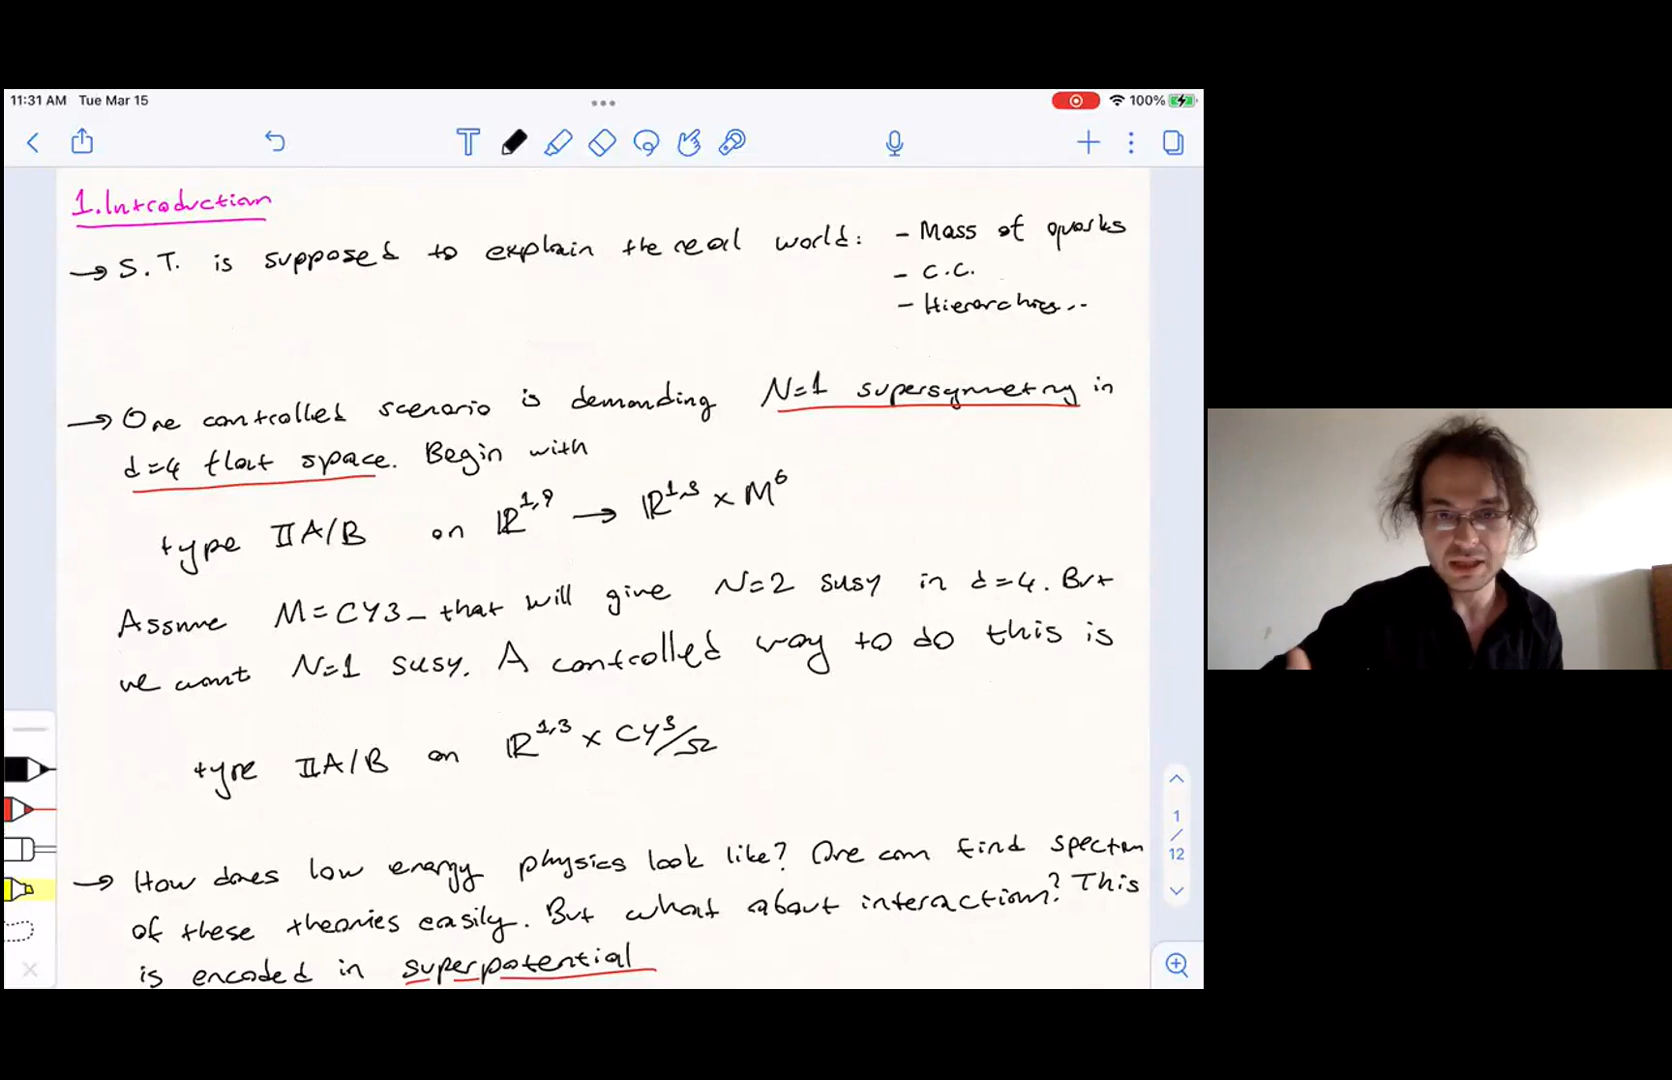 11:31 AM Tue Mar 15
100%
1. Introduction
→ S.T. is supposed to explain the real world: - Mass of quarks
- C.C.
- Hierarchies...
→ One controlled scenario is demanding N=1 supersymmetry in
d=4 flat space. Begin with
type IIA/B on ℝ^{1,9} → ℝ^{1,3} × M^6
Assume M=CY3 - that will give N=2 susy in d=4. But
we want N=1 susy. A controlled way to do this is
type IIA/B on ℝ^{1,3} × CY^3/Ω
→ How does low energy physics look like? One can find spectrum
of these theories easily. But what about interaction? This
is encoded in superpotential
1
/
12